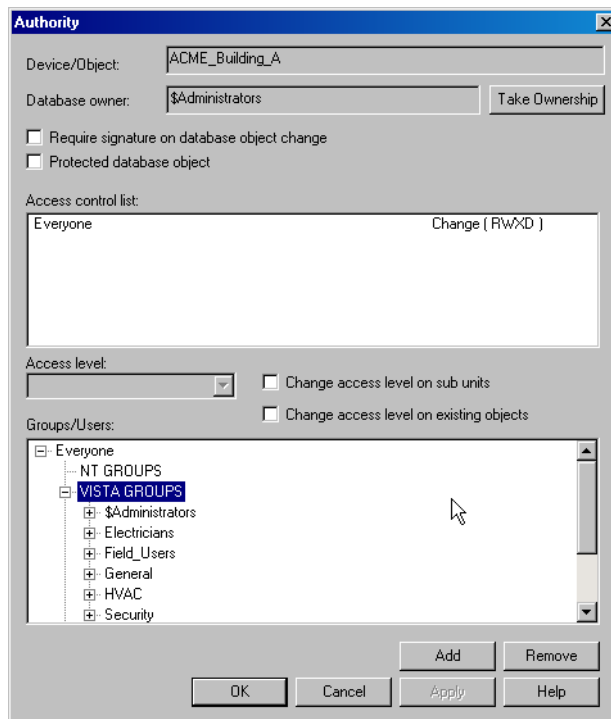 Authority
Device/Object: ACME_Building_A
Database owner: $Administrators Take Ownership
Require signature on database object change
Protected database object
Access control list:
Everyone Change ( RWXD )
Access level:
Change access level on sub units
Change access level on existing objects
Groups/Users:
Everyone
NT GROUPS
VISTA GROUPS
$Administrators
Electricians
Field_Users
General
HVAC
Security
Add Remove
OK Cancel Apply Help